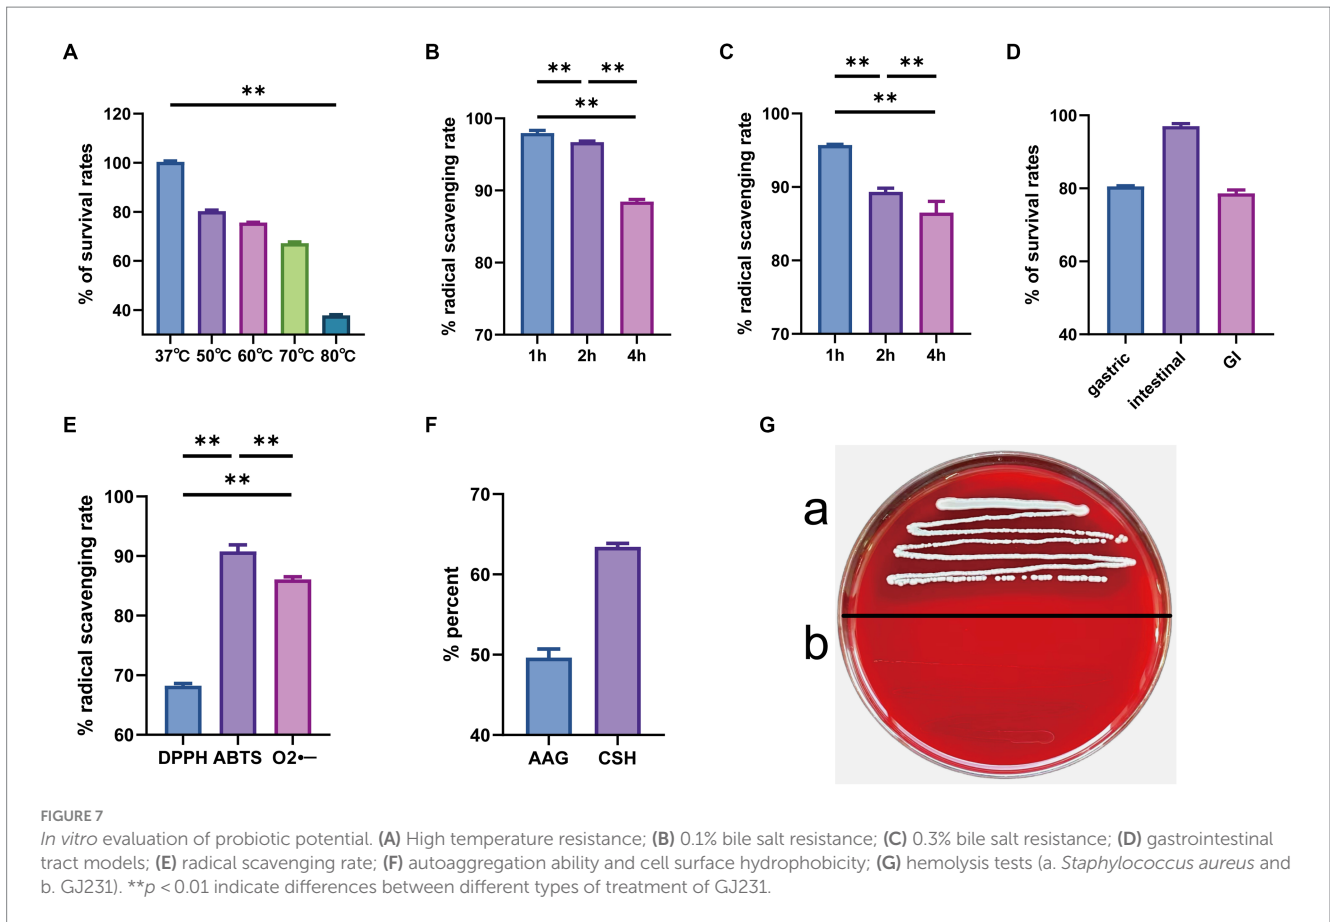 A
**
% of survival rates
120
100
80
60
40
37℃ 50℃ 60℃ 70℃ 80℃
B
** **
**
% radical scavenging rate
100
90
80
70
1h 2h 4h
C
** **
**
% radical scavenging rate
100
90
80
70
1h 2h 4h
D
% of survival rates
100
80
60
40
gastric
intestinal
GI
E
** **
**
% radical scavenging rate
100
90
80
70
60
DPPH ABTS O2•—
F
% percent
70
60
50
40
AAG CSH
G
a
b
FIGURE 7
In vitro evaluation of probiotic potential. (A) High temperature resistance; (B) 0.1% bile salt resistance; (C) 0.3% bile salt resistance; (D) gastrointestinal
tract models; (E) radical scavenging rate; (F) autoaggregation ability and cell surface hydrophobicity; (G) hemolysis tests (a. Staphylococcus aureus and
b. GJ231). **p < 0.01 indicate differences between different types of treatment of GJ231.